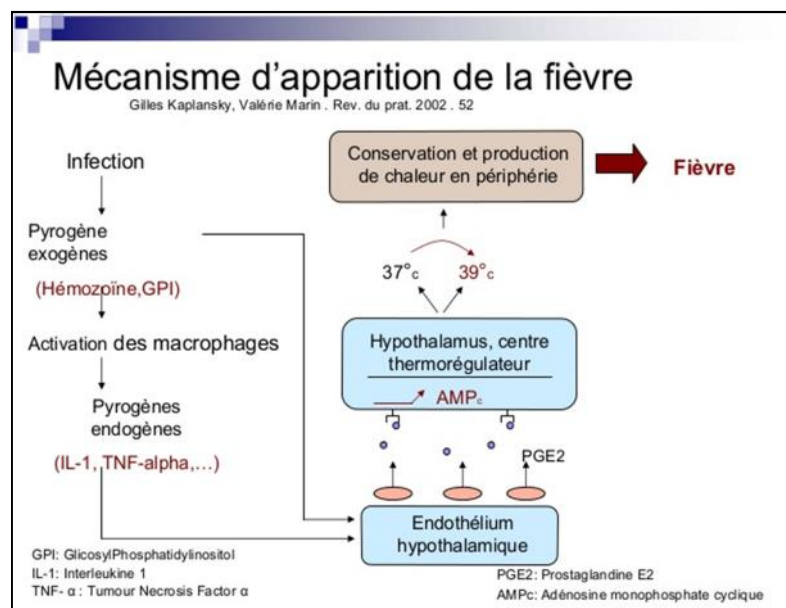 Mécanisme d'apparition de la fièvre
Gilles Kaplansky, Valérie Marin . Rev. du prat. 2002 . 52
Infection
Pyrogène
exogènes
(Hémozoïne,GPI)
Activation des macrophages
Pyrogènes
endogènes
(IL-1, TNF-alpha,...)
Conservation et production
de chaleur en périphérie
Fièvre
37°c
39°c
Hypothalamus, centre
thermorégulateur
AMPc
PGE2
Endothélium
hypothalamique
GPI: GlicosylPhosphatidylinositol
IL-1: Interleukine 1
TNF- α : Tumour Necrosis Factor α
PGE2: Prostaglandine E2
AMPc: Adénosine monophosphate cyclique